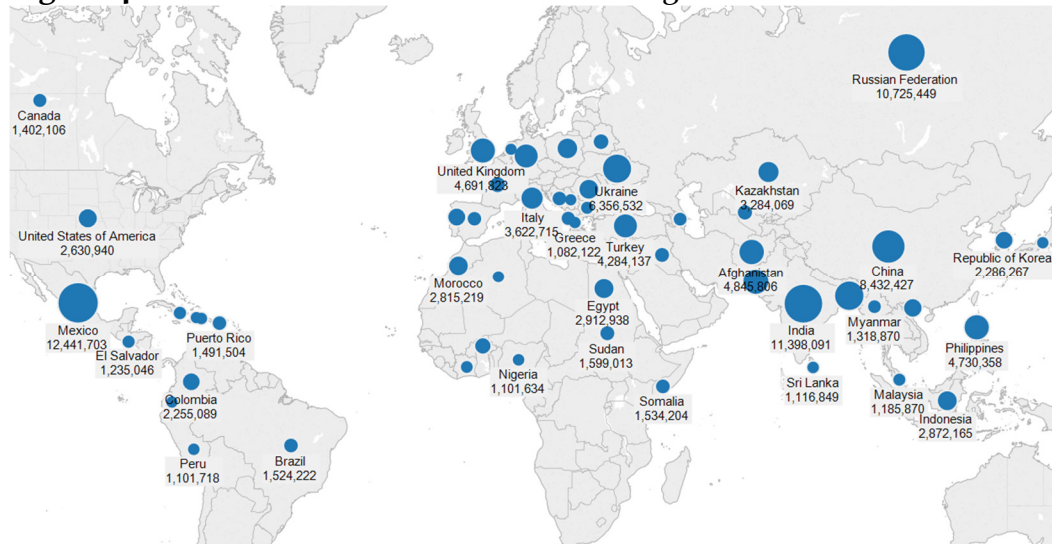 Russian Federation
10,725,449
Canada
1,402,106
United Kingdom
4,691,823
Ukraine
6,356,532
Kazakhstan
3,284,069
United States of America
2,630,940
Italy
3,622,715
Greece
1,082,122
Turkey
4,284,137
Afghanistan
4,845,806
China
8,432,427
Republic of Korea
2,286,267
Morocco
2,815,219
Egypt
2,912,938
Mexico
12,441,703
Puerto Rico
1,491,504
El Salvador
1,235,046
India
11,398,091
Myanmar
1,318,870
Philippines
4,730,358
Sudan
1,599,013
Nigeria
1,101,634
Sri Lanka
1,116,849
Malaysia
1,185,870
Colombia
2,255,089
Somalia
1,534,204
Indonesia
2,872,165
Peru
1,101,718
Brazil
1,524,222